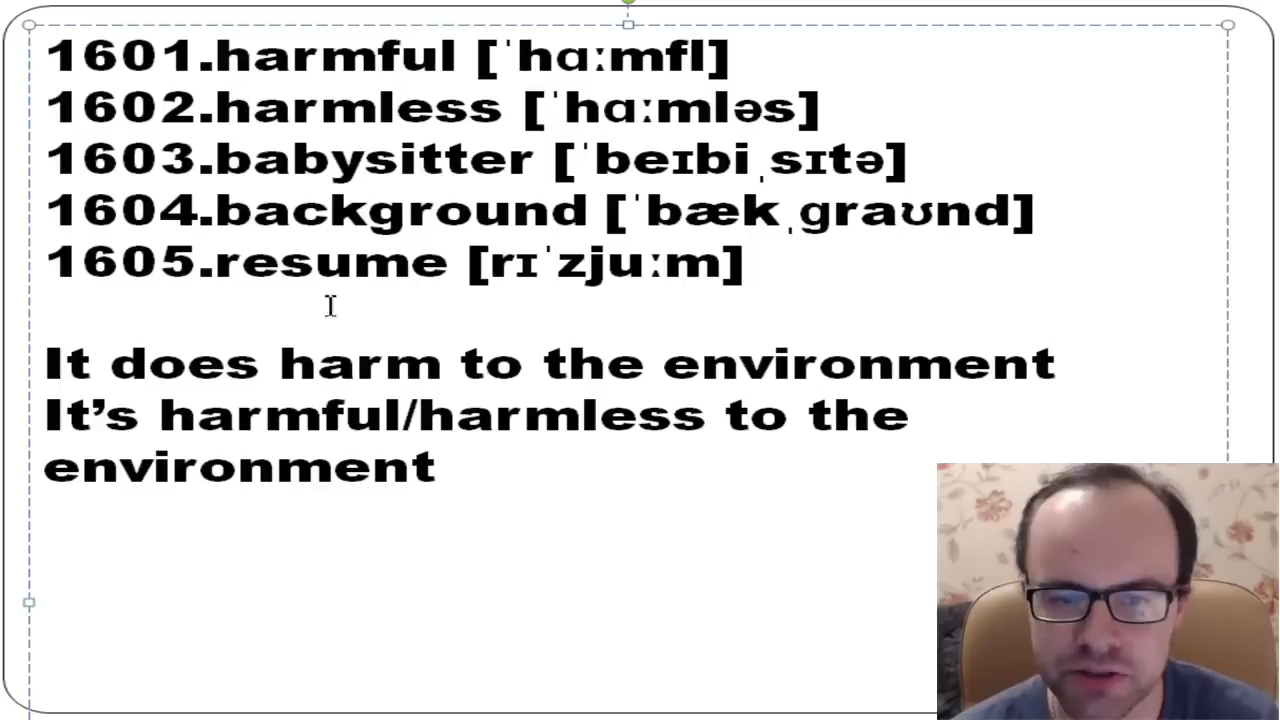 1601.harmful [ˈhɑːmfl]
1602.harmless [ˈhɑːmləs]
1603.babysitter [ˈbeɪbiˌsɪtə]
1604.background [ˈbækˌɡraʊnd]
1605.resume [rɪˈzjuːm]
It does harm to the environment
It’s harmful/harmless to the
environment